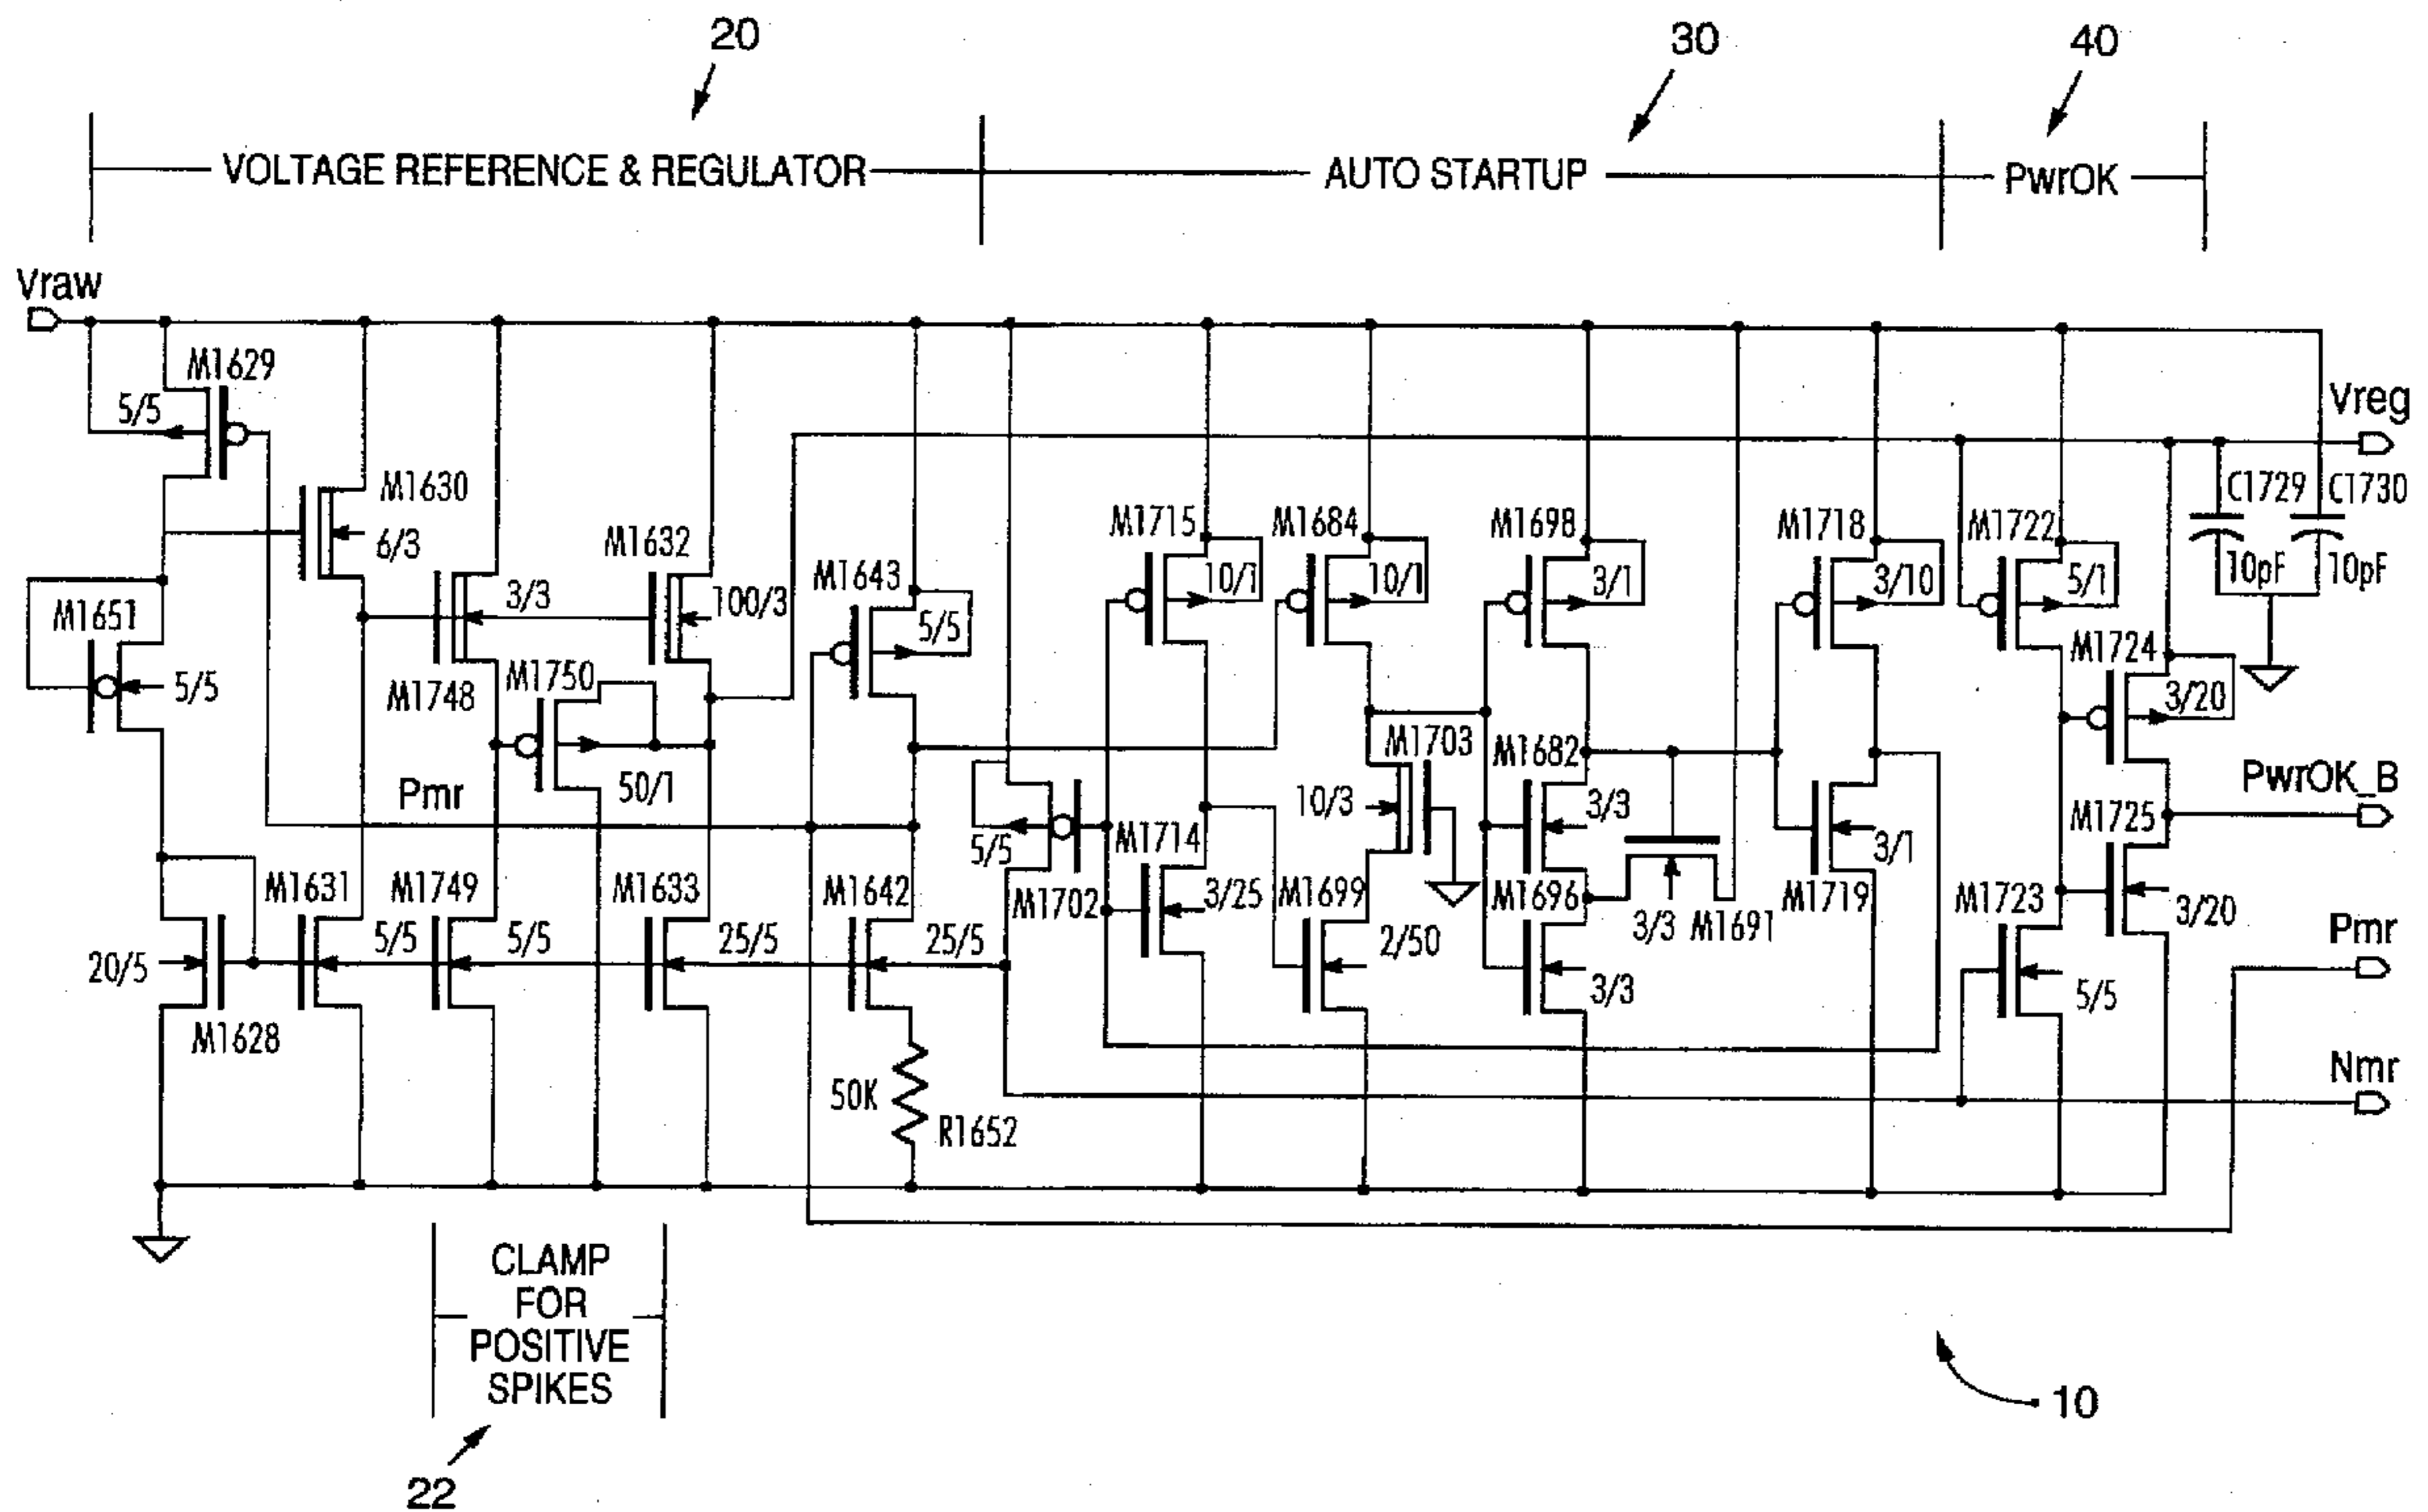 20
30
40
VOLTAGE REFERENCE & REGULATOR
AUTO STARTUP
PwrOK
Vraw
M1629
5/5
Vreg
M1630
6/3
C1729
C1730
10pF
10pF
M1715
10/1
M1684
10/1
M1698
3/1
M1718
3/10
M1722
5/1
M1632
100/3
M1643
5/5
M1651
5/5
3/3
M1748
M1750
50/1
M1724
3/20
M1703
10/3
M1682
3/3
PwrOK_B
Pmr
5/5
M1702
M1714
3/25
M1699
2/50
M1696
3/3
3/3
M1691
3/1
M1719
M1725
3/20
M1723
5/5
M1631
5/5
M1749
5/5
M1633
25/5
M1642
25/5
20/5
M1628
Pmr
50K
R1652
Nmr
CLAMP
FOR
POSITIVE
SPIKES
22
10